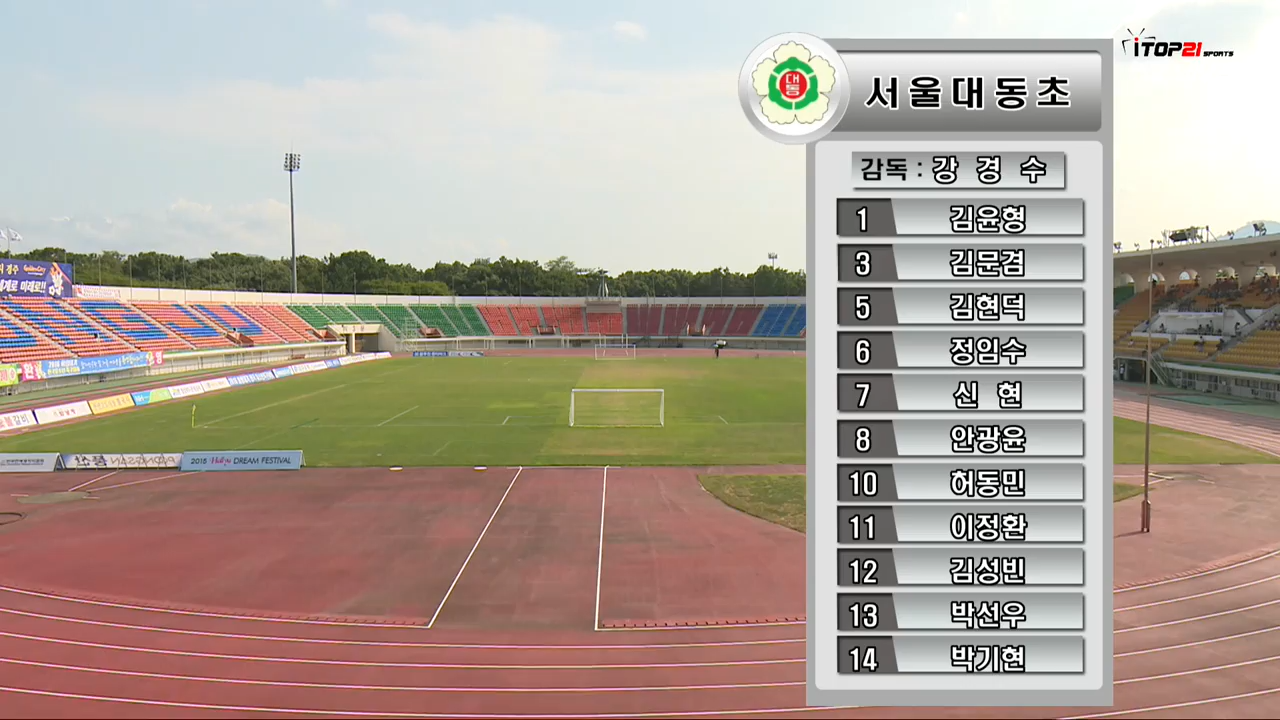 iTOP21 SPORTS
대동
서울대동초
감독 : 강 경 수
1 김윤형
3 김문겸
5 김현덕
6 정임수
7 신 현
8 안광윤
10 허동민
11 이정환
12 김성빈
13 박선우
14 박기현
2015 Hwarang DREAM FESTIVAL